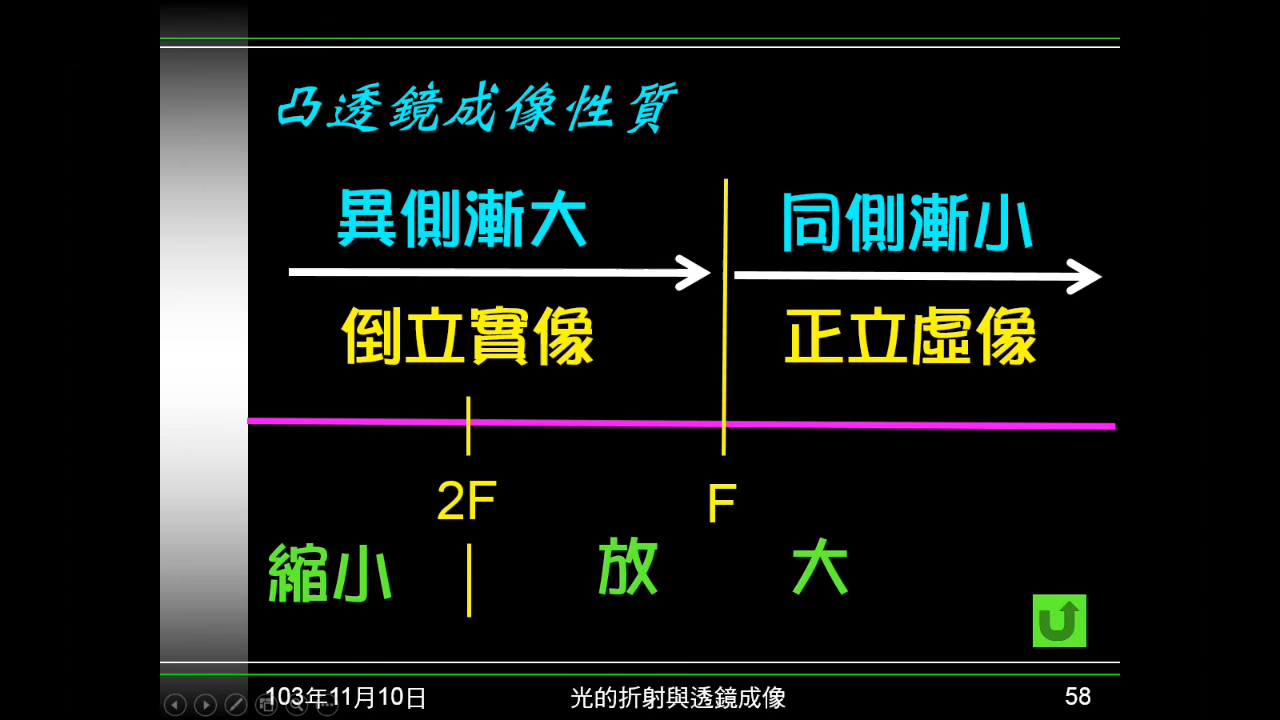 凸透鏡成像性質
異側漸大 同側漸小
倒立實像 正立虛像
2F F
縮小 放 大
103年11月10日 光的折射與透鏡成像 58